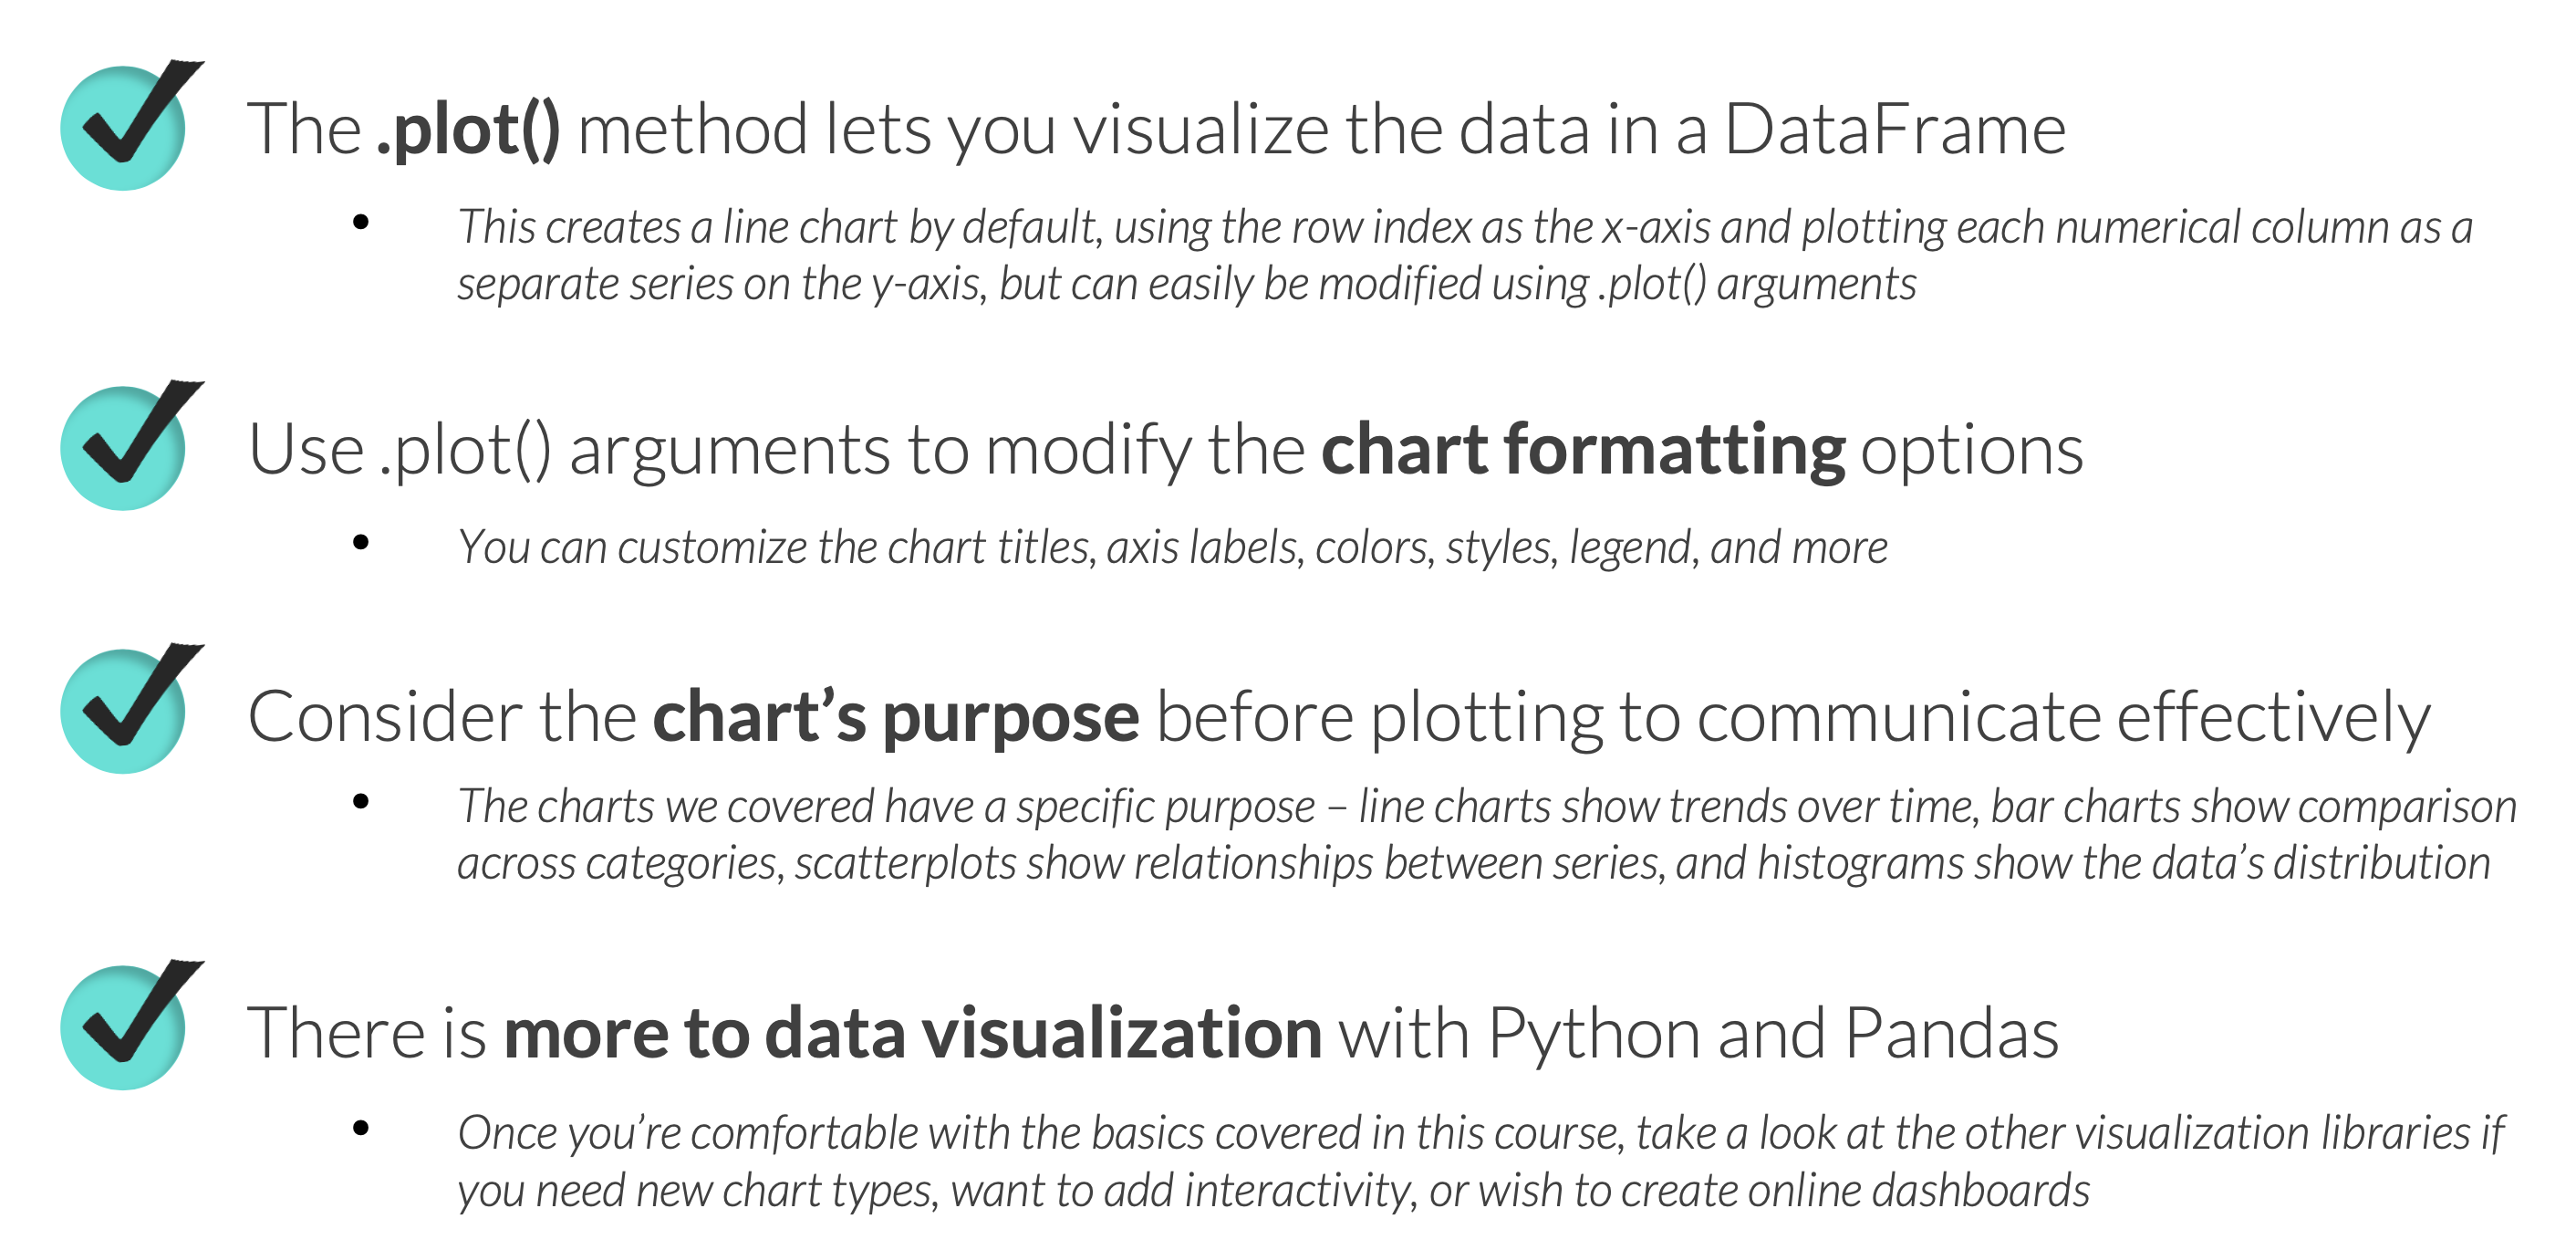 The .plot() method lets you visualize the data in a DataFrame
• This creates a line chart by default, using the row index as the x-axis and plotting each numerical column as a
separate series on the y-axis, but can easily be modified using .plot() arguments
Use .plot() arguments to modify the chart formatting options
• You can customize the chart titles, axis labels, colors, styles, legend, and more
Consider the chart’s purpose before plotting to communicate effectively
• The charts we covered have a specific purpose – line charts show trends over time, bar charts show comparison
across categories, scatterplots show relationships between series, and histograms show the data’s distribution
There is more to data visualization with Python and Pandas
• Once you’re comfortable with the basics covered in this course, take a look at the other visualization libraries if
you need new chart types, want to add interactivity, or wish to create online dashboards